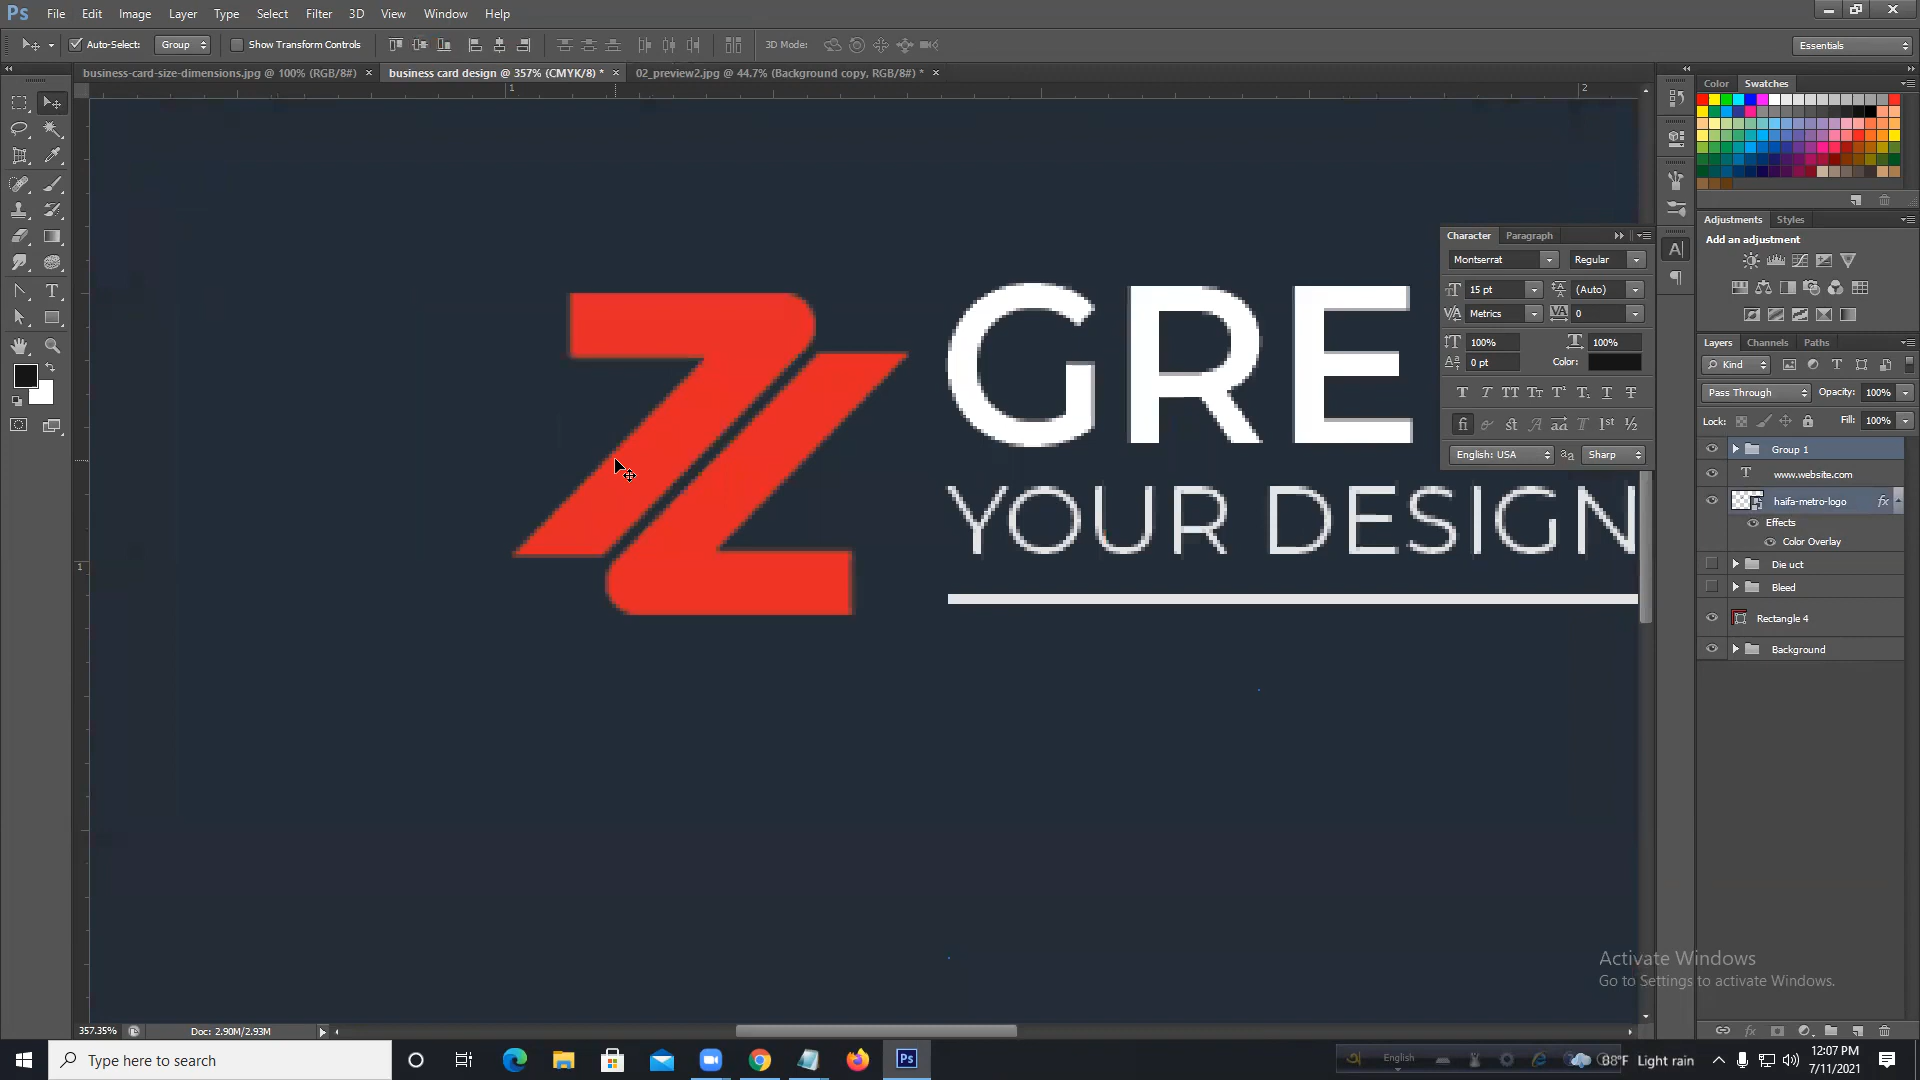 Ps File Edit Image Layer Type Select Filter 3D View Window Help
Auto-Select: Group Show Transform Controls 3D Mode: Essentials
business-card-size-dimensions.jpg @ 100% (RGB/8#) × business card design @ 357% (CMYK/8) * × 02_preview2.jpg @ 44.7% (Background copy, RGB/8#) * ×
1 2
Color Swatches
Adjustments Styles
Add an adjustment
Character Paragraph
Montserrat Regular
15 pt (Auto)
Metrics 0
100% 100%
0 pt Color:
English: USA Sharp
GRE
YOUR DESIGN
1
Layers Channels Paths
Kind
Pass Through Opacity: 100%
Lock: Fill: 100%
Group 1
www.website.com
haifa-metro-logo fx
Effects
Color Overlay
Die uct
Bleed
Rectangle 4
Background
Activate Windows
Go to Settings to activate Windows.
357.35% Doc: 2.90M/2.93M
Type here to search
English
88°F Light rain
12:07 PM
7/11/2021